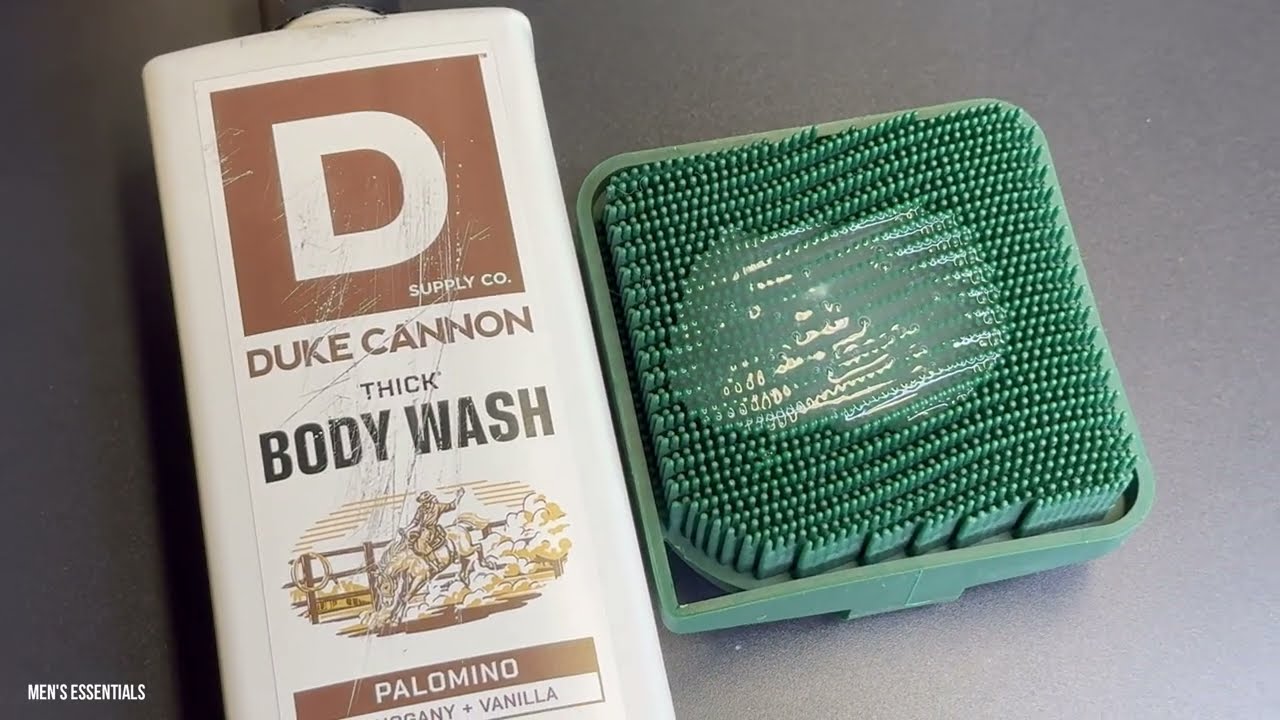 D
SUPPLY CO.
DUKE CANNON
THICK
BODY WASH
PALOMINO
+ VANILLA
MEN'S ESSENTIALS